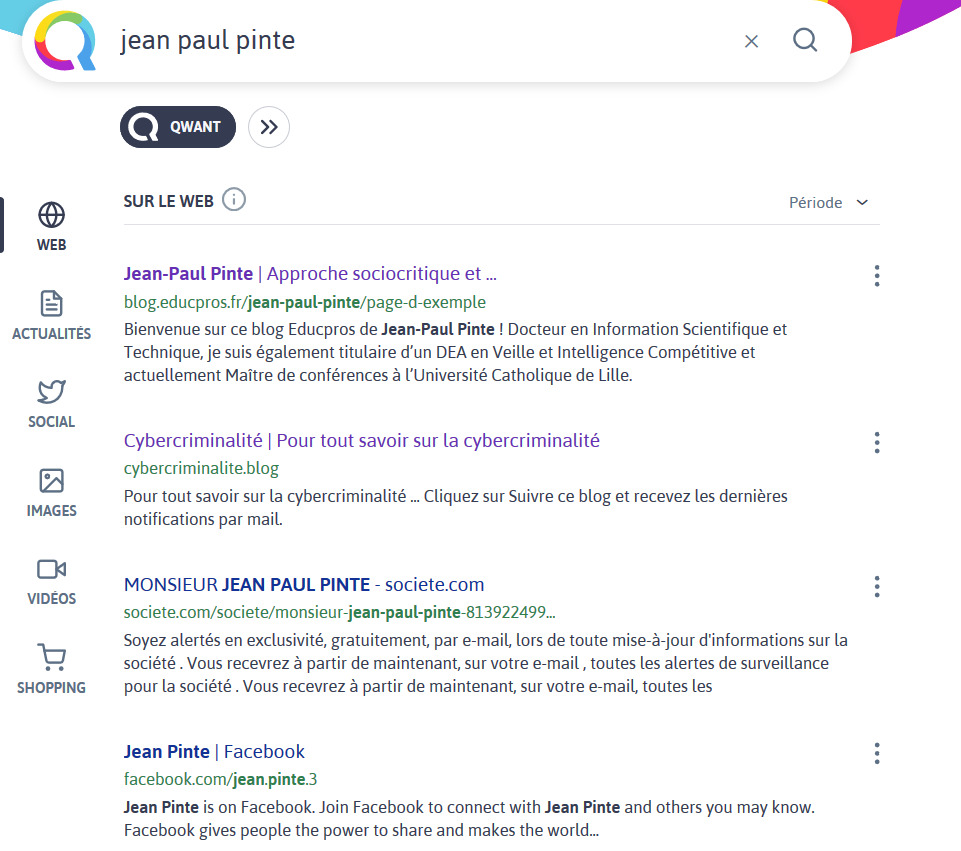 jean paul pinte
QWANT
SUR LE WEB
Période
WEB
ACTUALITÉS
SOCIAL
IMAGES
VIDÉOS
SHOPPING
Jean-Paul Pinte | Approche sociocritique et ...
blog.educpros.fr/jean-paul-pinte/page-d-exemple
Bienvenue sur ce blog Educpros de Jean-Paul Pinte ! Docteur en Information Scientifique et
Technique, je suis également titulaire d’un DEA en Veille et Intelligence Compétitive et
actuellement Maître de conférences à l’Université Catholique de Lille.
Cybercriminalité | Pour tout savoir sur la cybercriminalité
cybercriminalite.blog
Pour tout savoir sur la cybercriminalité ... Cliquez sur Suivre ce blog et recevez les dernières
notifications par mail.
MONSIEUR JEAN PAUL PINTE - societe.com
societe.com/societe/monsieur-jean-paul-pinte-813922499...
Soyez alertés en exclusivité, gratuitement, par e-mail, lors de toute mise-à-jour d'informations sur la
société . Vous recevrez à partir de maintenant, sur votre e-mail , toutes les alertes de surveillance
pour la société . Vous recevrez à partir de maintenant, sur votre e-mail, toutes les
Jean Pinte | Facebook
facebook.com/jean.pinte.3
Jean Pinte is on Facebook. Join Facebook to connect with Jean Pinte and others you may know.
Facebook gives people the power to share and makes the world...